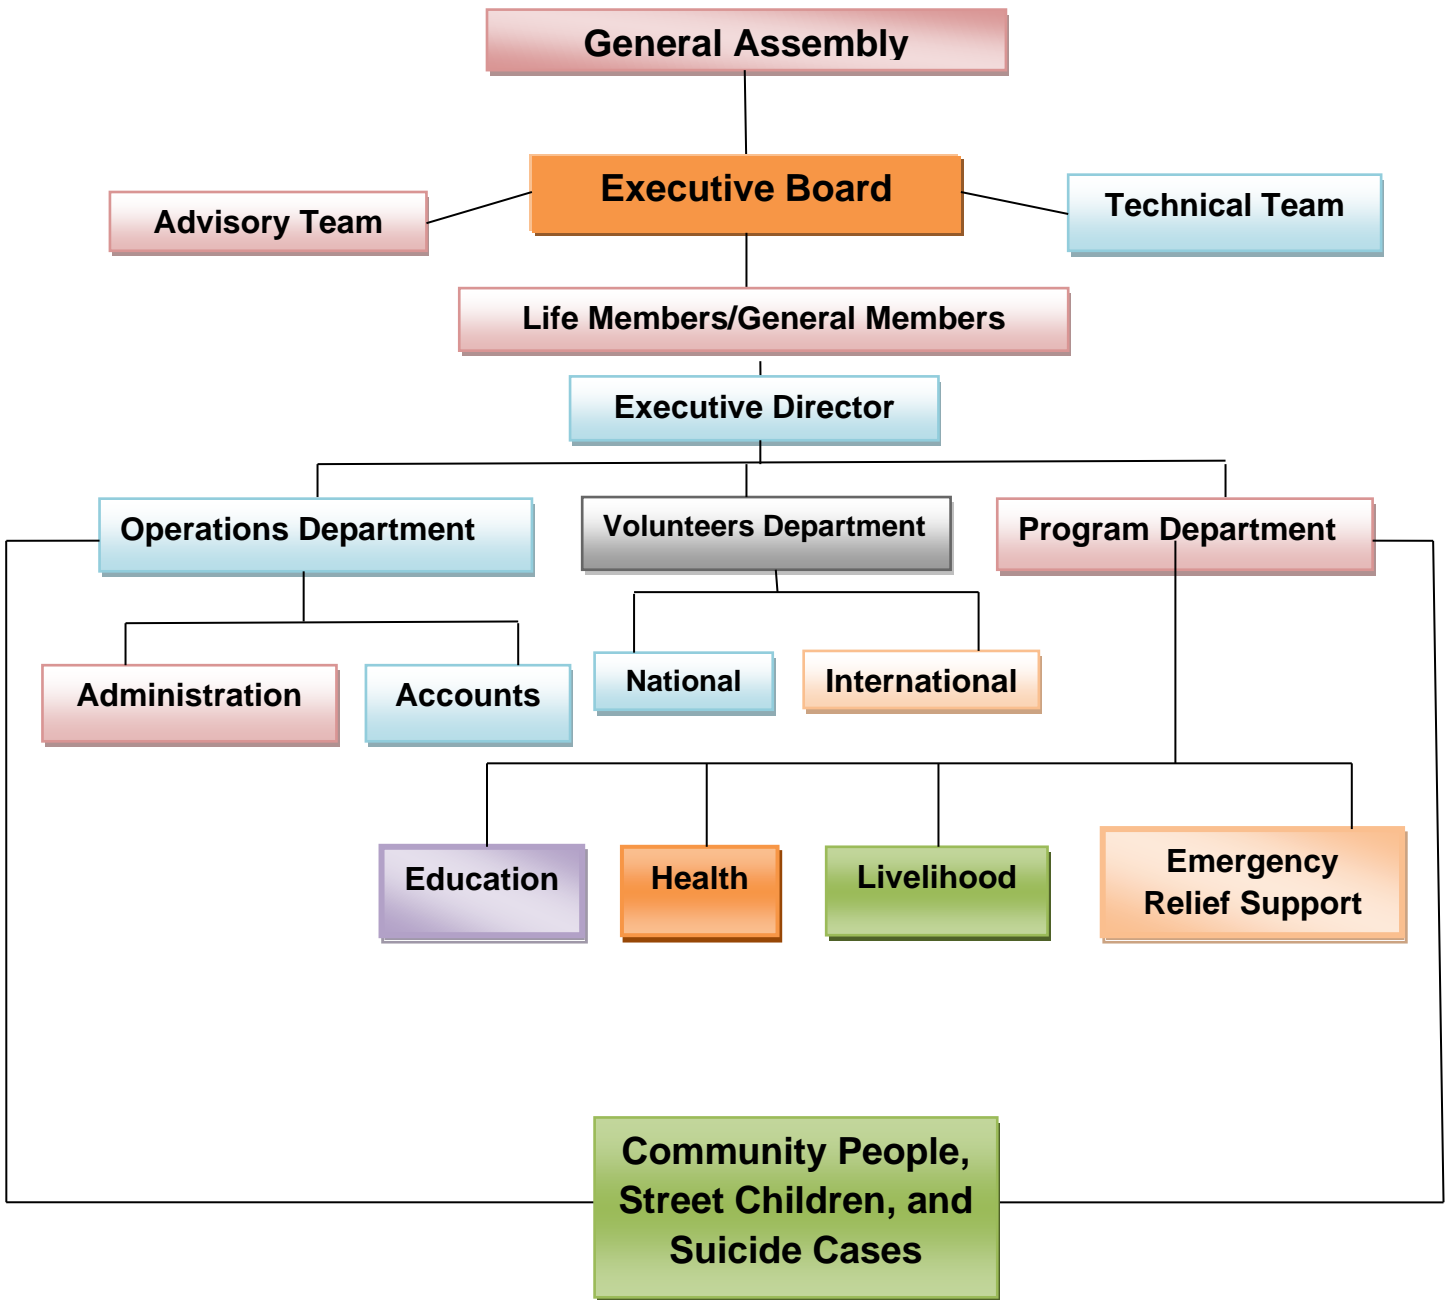 General Assembly
Executive Board
Advisory Team
Technical Team
Life Members/General Members
Executive Director
Operations Department
Volunteers Department
Program Department
Administration
Accounts
National
International
Education
Health
Livelihood
Emergency
Relief Support
Community People,
Street Children, and
Suicide Cases